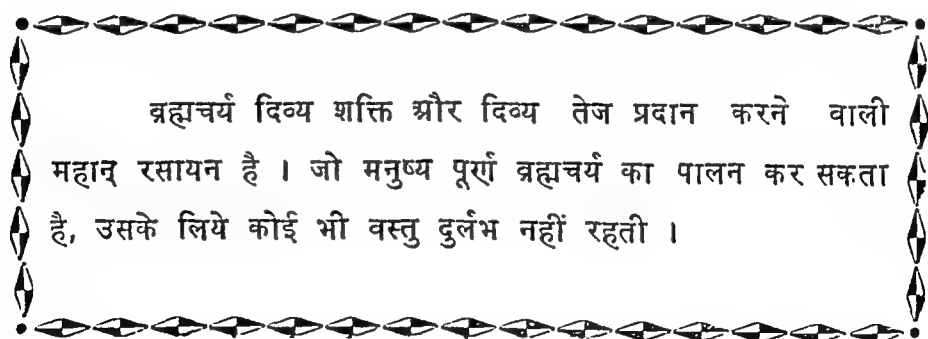 ब्रह्मचर्य दिव्य शक्ति और दिव्य तेज प्रदान करने वाली
महान् रसायन है । जो मनुष्य पूर्ण ब्रह्मचर्य का पालन कर सकता
है, उसके लिये कोई भी वस्तु दुर्लभ नहीं रहती ।